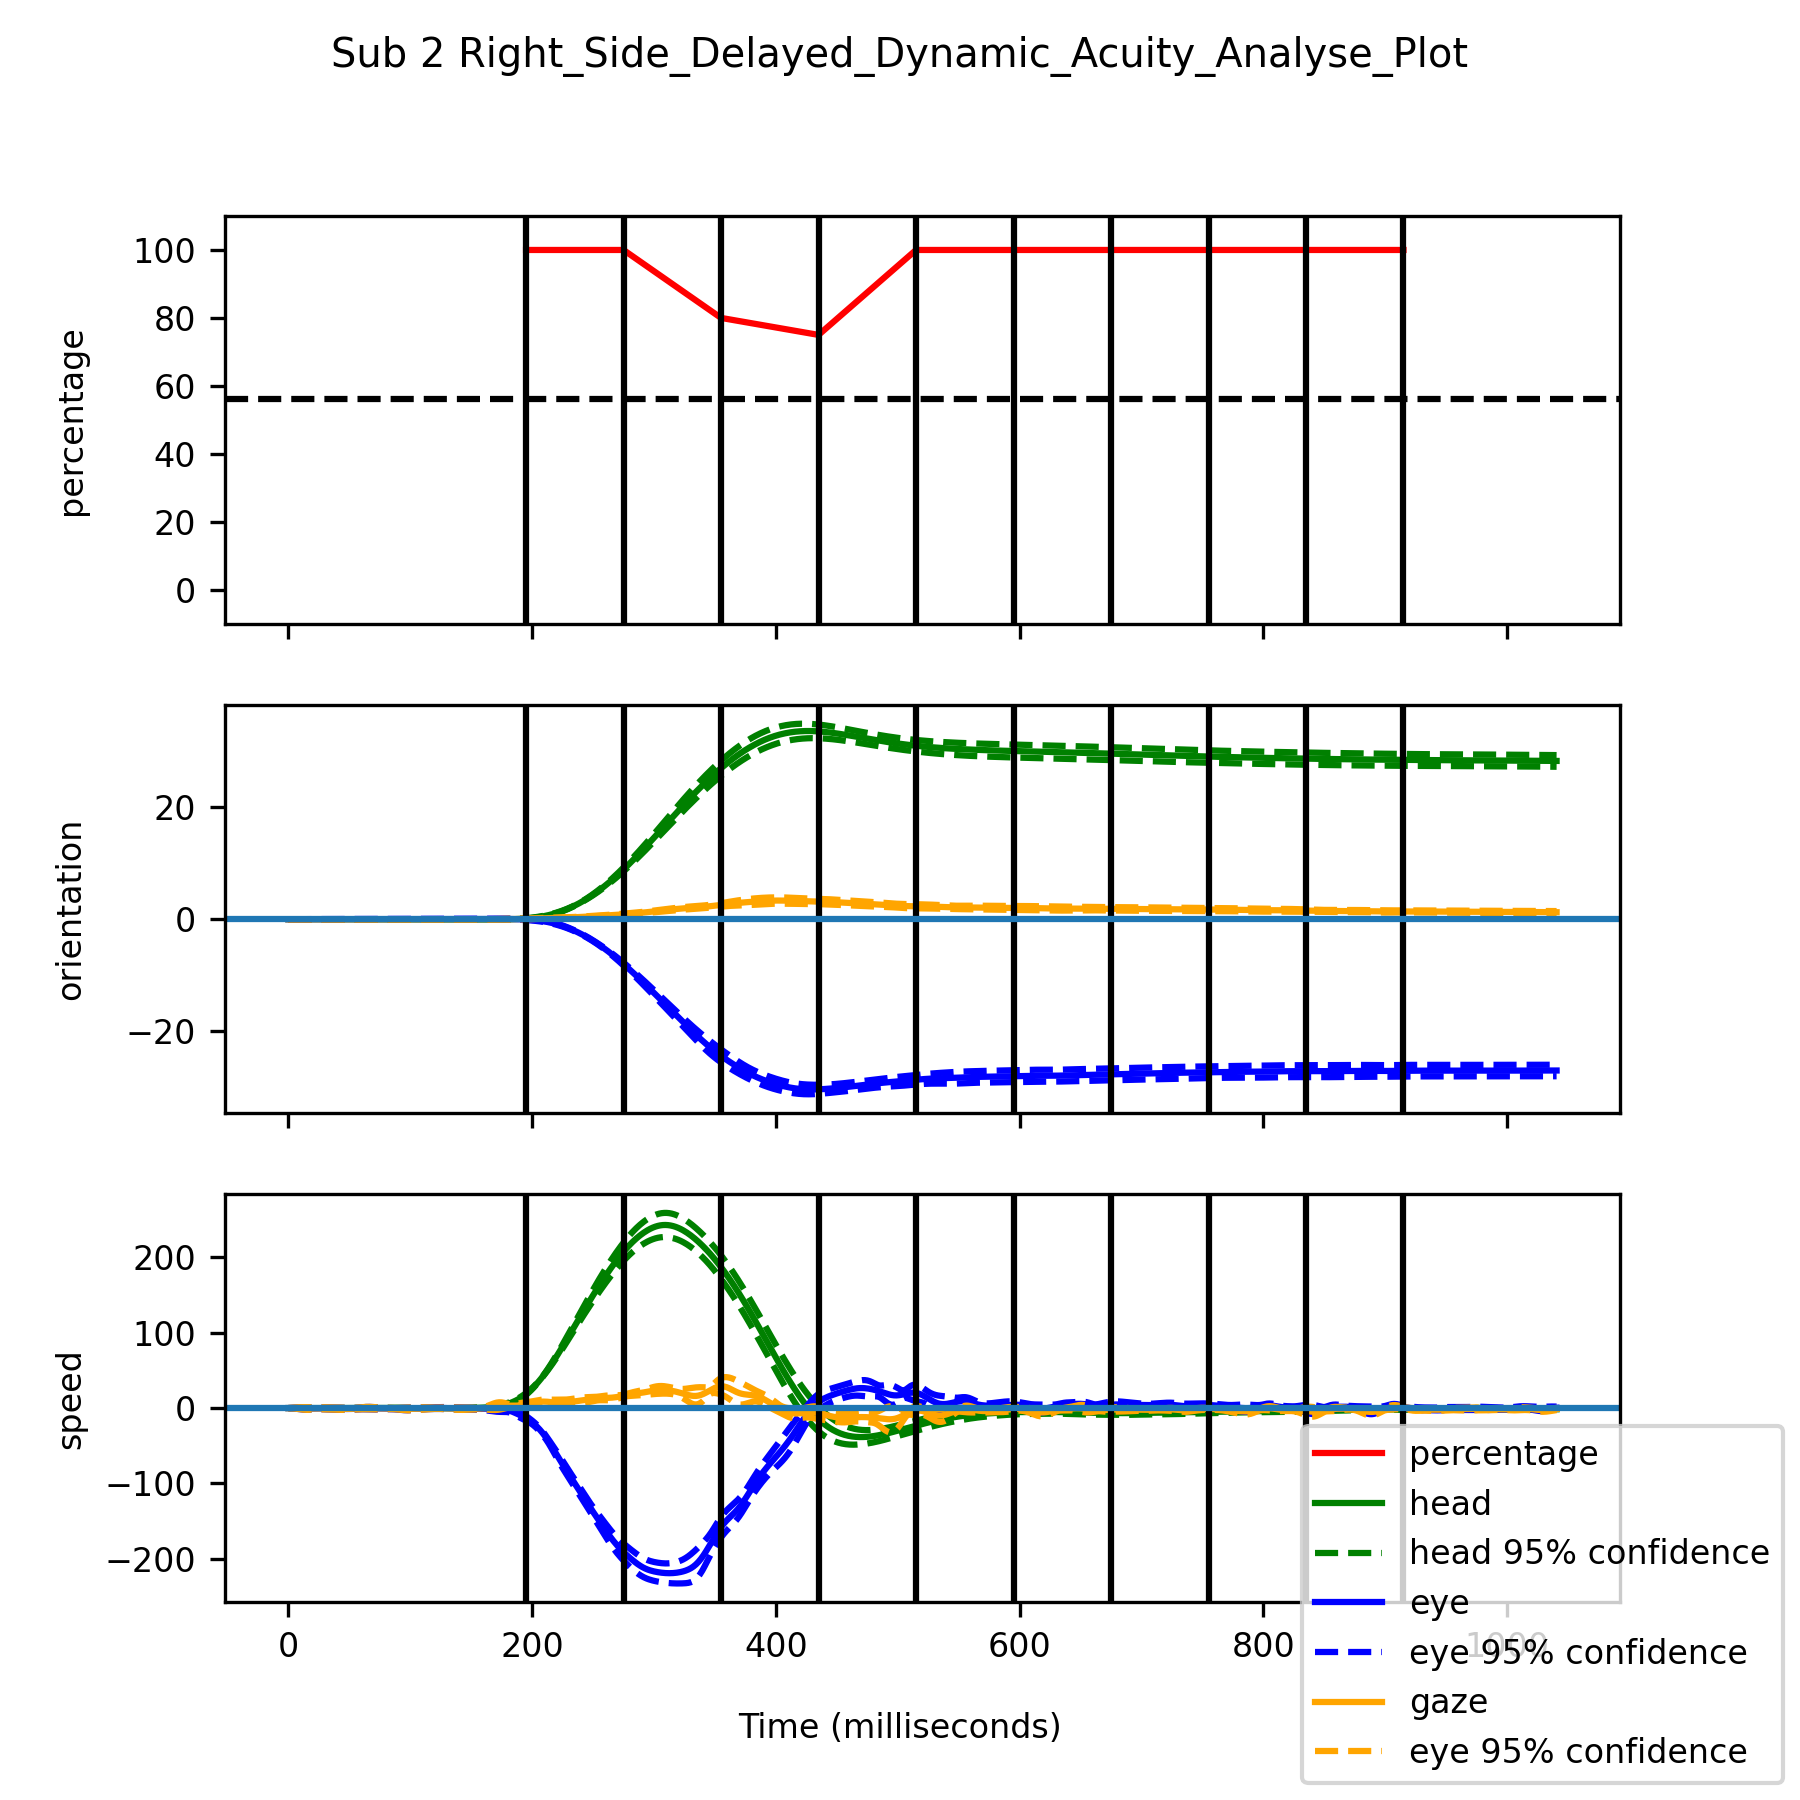 Sub 2 Right_Side_Delayed_Dynamic_Acuity_Analyse_Plot
100
80
60
40
20
0
percentage
20
0
−20
orientation
200
100
0
−100
−200
speed
0
200
400
600
800
1000
Time (milliseconds)
percentage
head
head 95% confidence
eye
eye 95% confidence
gaze
eye 95% confidence